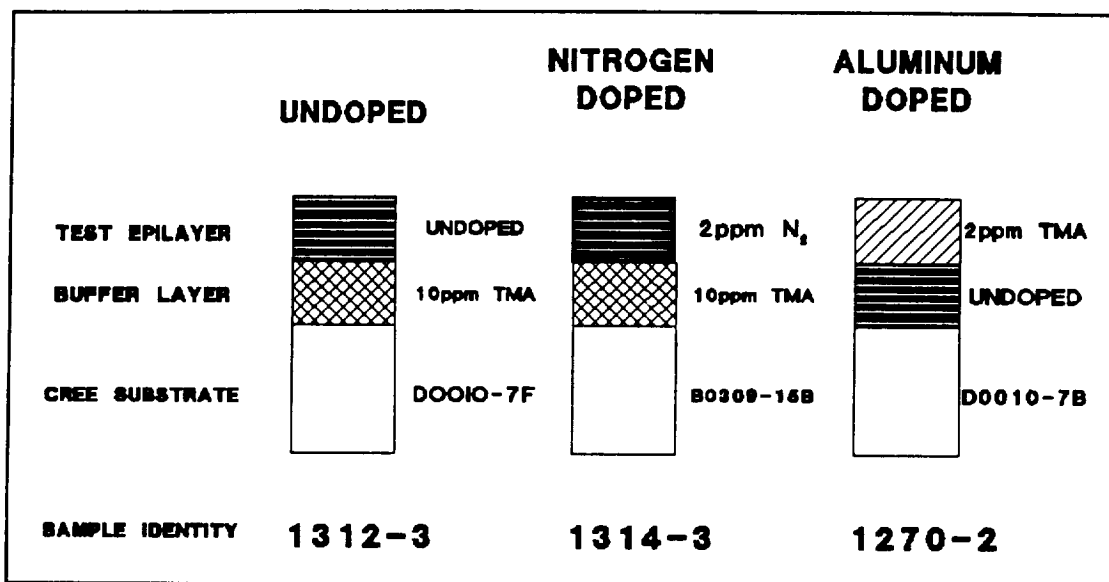 UNDOPED
NITROGEN
DOPED
ALUMINUM
DOPED
TEST EPILAYER
UNDOPED
2ppm N₂
2ppm TMA
BUFFER LAYER
10ppm TMA
10ppm TMA
UNDOPED
CREE SUBSTRATE
D0010-7F
B0309-15B
D0010-7B
SAMPLE IDENTITY
1312-3
1314-3
1270-2